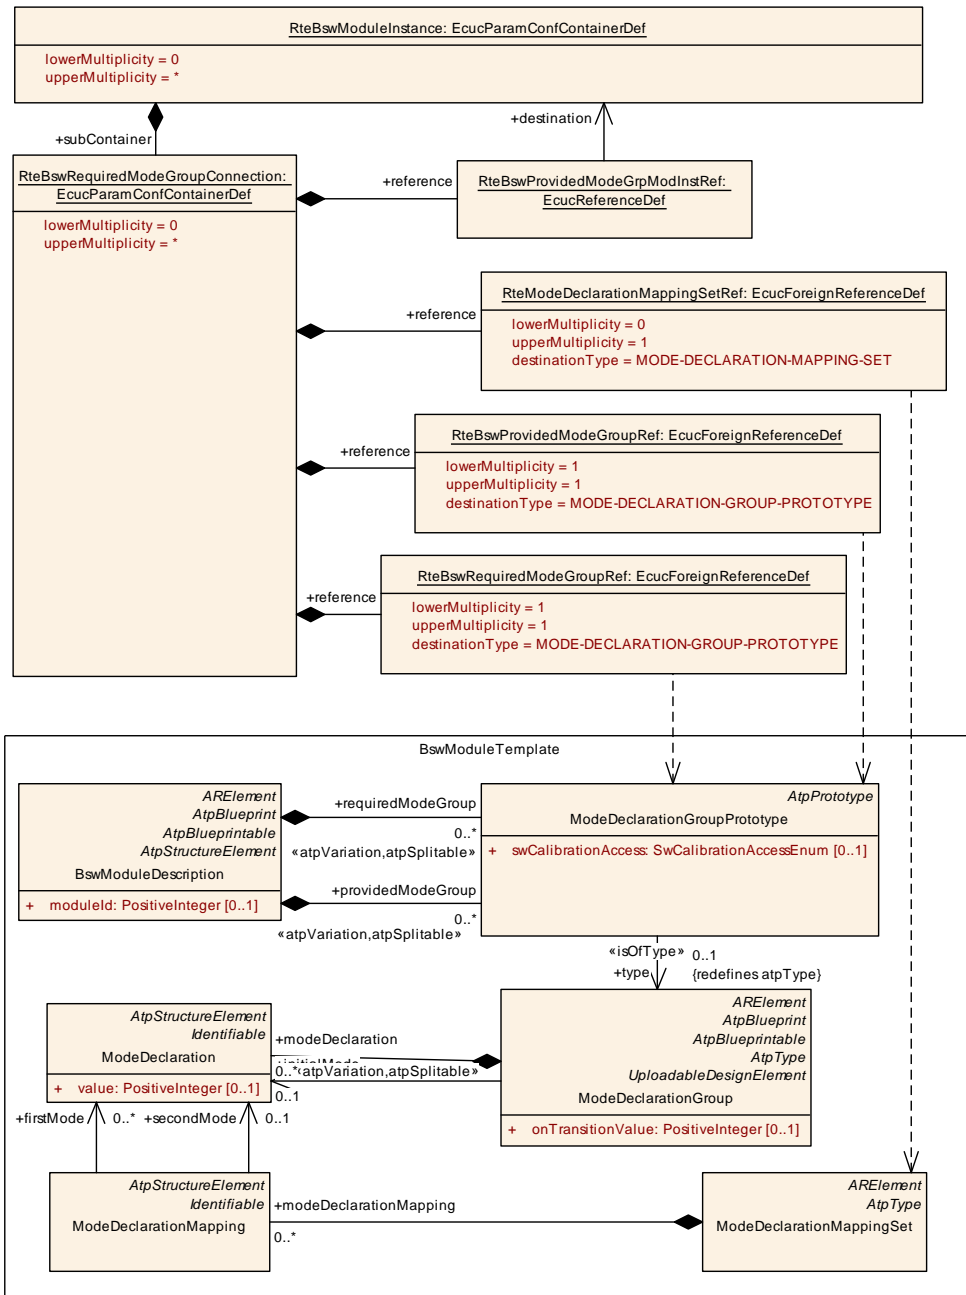 RteBswModuleInstance: EcucParamConfContainerDef
lowerMultiplicity = 0
upperMultiplicity = *
+destination
+subContainer
RteBswRequiredModeGroupConnection:
EcucParamConfContainerDef
lowerMultiplicity = 0
upperMultiplicity = *
+reference
RteBswProvidedModeGrpModInstRef:
EcucReferenceDef
+reference
RteModeDeclarationMappingSetRef: EcucForeignReferenceDef
lowerMultiplicity = 0
upperMultiplicity = 1
destinationType = MODE-DECLARATION-MAPPING-SET
+reference
RteBswProvidedModeGroupRef: EcucForeignReferenceDef
lowerMultiplicity = 1
upperMultiplicity = 1
destinationType = MODE-DECLARATION-GROUP-PROTOTYPE
+reference
RteBswRequiredModeGroupRef: EcucForeignReferenceDef
lowerMultiplicity = 1
upperMultiplicity = 1
destinationType = MODE-DECLARATION-GROUP-PROTOTYPE
BswModuleTemplate
ARElement
AtpBlueprint
AtpBlueprintable
AtpStructureElement
BswModuleDescription
+ moduleId: PositiveInteger [0..1]
+requiredModeGroup
0..*
«atpVariation,atpSplitable»
+providedModeGroup
0..*
«atpVariation,atpSplitable»
AtpPrototype
ModeDeclarationGroupPrototype
+ swCalibrationAccess: SwCalibrationAccessEnum [0..1]
«isOfType»
0..1
+type
{redefines atpType}
AtpStructureElement
Identifiable
ModeDeclaration
+ value: PositiveInteger [0..1]
+modeDeclaration
+initialMode
0..*
«atpVariation,atpSplitable»
0..1
ARElement
AtpBlueprint
AtpBlueprintable
AtpType
UploadableDesignElement
ModeDeclarationGroup
+ onTransitionValue: PositiveInteger [0..1]
+firstMode
0..*
+secondMode
0..1
AtpStructureElement
Identifiable
ModeDeclarationMapping
+modeDeclarationMapping
0..*
ARElement
AtpType
ModeDeclarationMappingSet